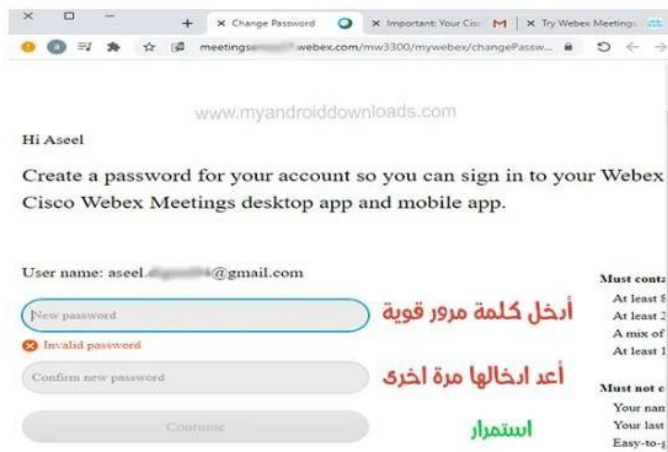 Change Password
Important: Your Cisc
Try Webex Meetings
webex.com/mw3300/mywebex/changePassw...
www.myandroiddownloads.com
Hi Aseel
Create a password for your account so you can sign in to your Webex
Cisco Webex Meetings desktop app and mobile app.
User name: aseel. @gmail.com
New password
أدخل كلمة مرور قوية
Invalid password
Confirm new password
أعد ادخالها مرة اخرى
Continue
استمرار
Must conta
At least 8
At least 2
A mix of
At least 1
Must not c
Your nan
Your last
Easy-to-g